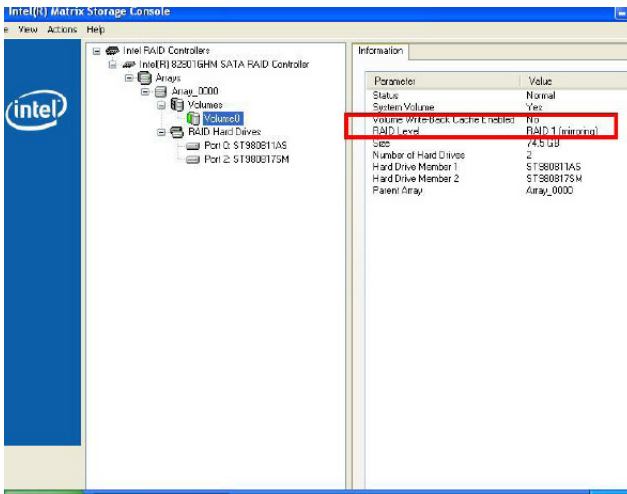 Intel(R) Matrix Storage Console
View Actions Help
intel
Intel RAID Controllers
Intel(R) 82801GHM SATA RAID Controller
Arrays
Array_0000
Volumes
Volume0
RAID Hard Drives
Port 0: ST980811AS
Port 2: ST980817SM
Information
Parameter Value
Status Normal
System Volume Yes
Volume Write-Back Cache Enabled No
RAID Level RAID 1 (mirroring)
Size 74.5 GB
Number of Hard Drives 2
Hard Drive Member 1 ST980811AS
Hard Drive Member 2 ST980817SM
Parent Array Array_0000